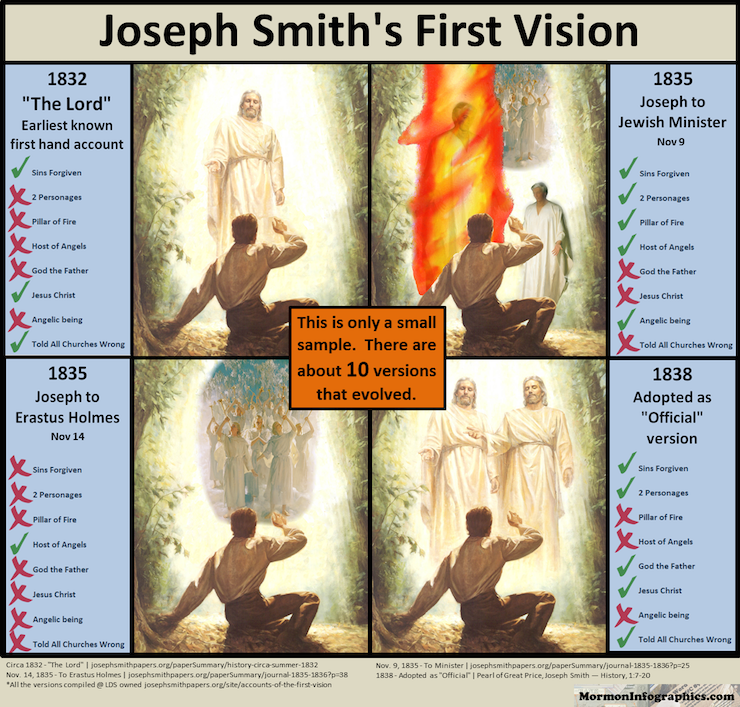 Joseph Smith's First Vision
1832
"The Lord"
Earliest known
first hand account
Sins Forgiven
2 Personages
Pillar of Fire
Host of Angels
God the Father
Jesus Christ
Angelic being
Told All Churches Wrong
1835
Joseph to
Jewish Minister
Nov 9
Sins Forgiven
2 Personages
Pillar of Fire
Host of Angels
God the Father
Jesus Christ
Angelic being
Told All Churches Wrong
This is only a small
sample. There are
about 10 versions
that evolved.
1835
Joseph to
Erastus Holmes
Nov 14
Sins Forgiven
2 Personages
Pillar of Fire
Host of Angels
God the Father
Jesus Christ
Angelic being
Told All Churches Wrong
1838
Adopted as
"Official"
version
Sins Forgiven
2 Personages
Pillar of Fire
Host of Angels
God the Father
Jesus Christ
Angelic being
Told All Churches Wrong
Circa 1832 - "The Lord" | josephsmithpapers.org/paperSummary/history-circa-summer-1832
Nov. 14, 1835 - To Erastus Holmes | josephsmithpapers.org/paperSummary/journal-1835-1836?p=38
*All the versions compiled @ LDS owned josephsmithpapers.org/site/accounts-of-the-first-vision
Nov. 9, 1835 - To Minister | josephsmithpapers.org/paperSummary/journal-1835-1836?p=25
1838 - Adopted as "Official" | Pearl of Great Price, Joseph Smith — History, 1:7-20
MormonInfographics.com